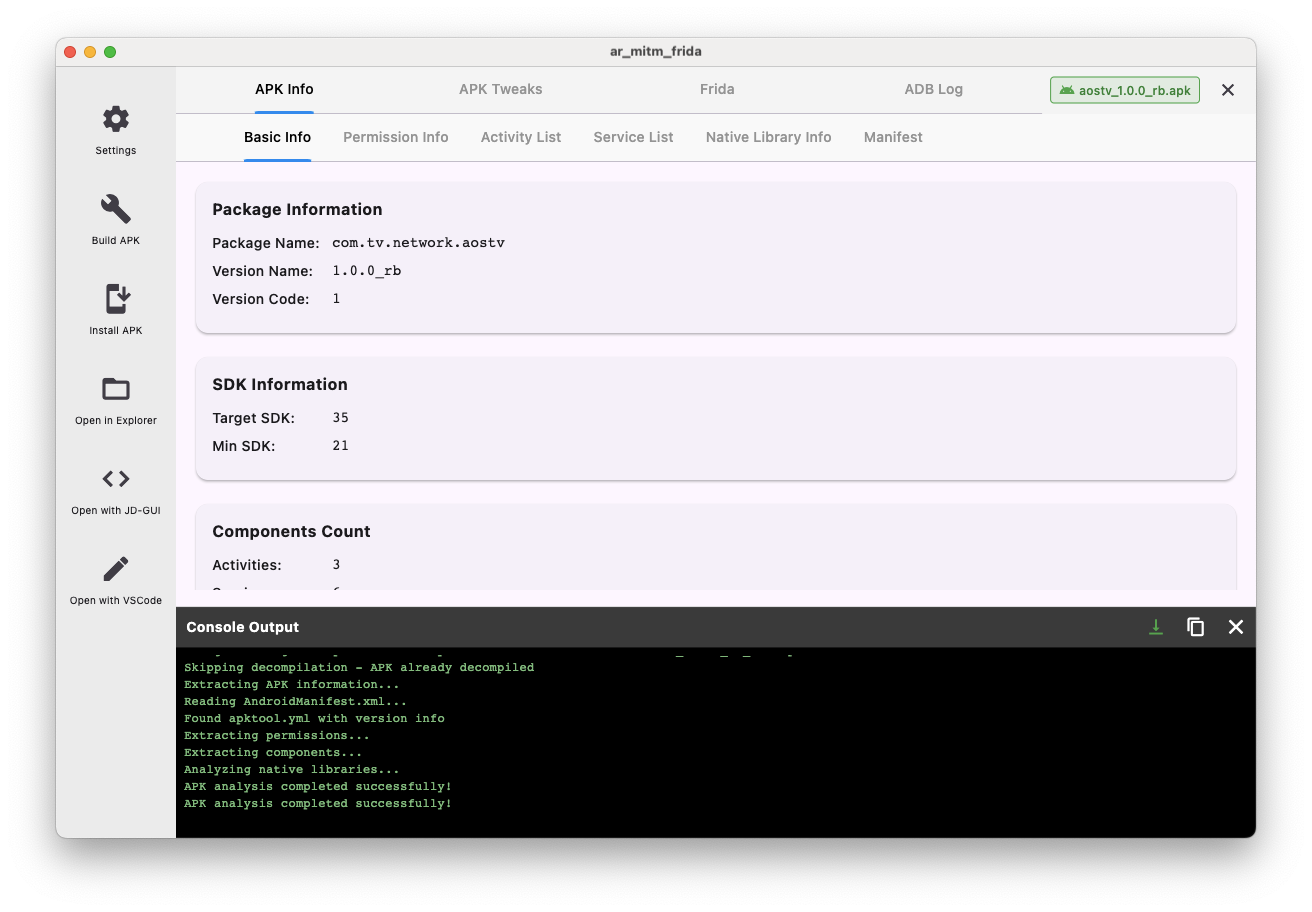 ar_mitm_frida
Settings
Build APK
Install APK
Open in Explorer
Open with JD-GUI
Open with VSCode
APK Info
APK Tweaks
Frida
ADB Log
aostv_1.0.0_rb.apk
Basic Info
Permission Info
Activity List
Service List
Native Library Info
Manifest
Package Information
Package Name: com.tv.network.aostv
Version Name: 1.0.0_rb
Version Code: 1
SDK Information
Target SDK: 35
Min SDK: 21
Components Count
Activities: 3
Console Output
Skipping decompilation - APK already decompiled
Extracting APK information...
Reading AndroidManifest.xml...
Found apktool.yml with version info
Extracting permissions...
Extracting components...
Analyzing native libraries...
APK analysis completed successfully!
APK analysis completed successfully!